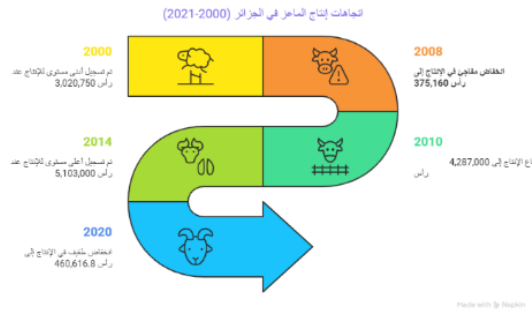 اتجاهات إنتاج الماعز في الجزائر (2000-2021)
2000
تم تسجيل أدنى مستوى للإنتاج عند
3,020,750 رأس
2008
انخفاض مفاجئ في الإنتاج إلى
375,160 رأس
2014
تم تسجيل أعلى مستوى للإنتاج عند
5,103,000 رأس
2010
الإنتاج إلى 4,287,000
رأس
2020
انخفاض طفيف في الإنتاج إلى
460,616.8 رأس
Made with Napkin